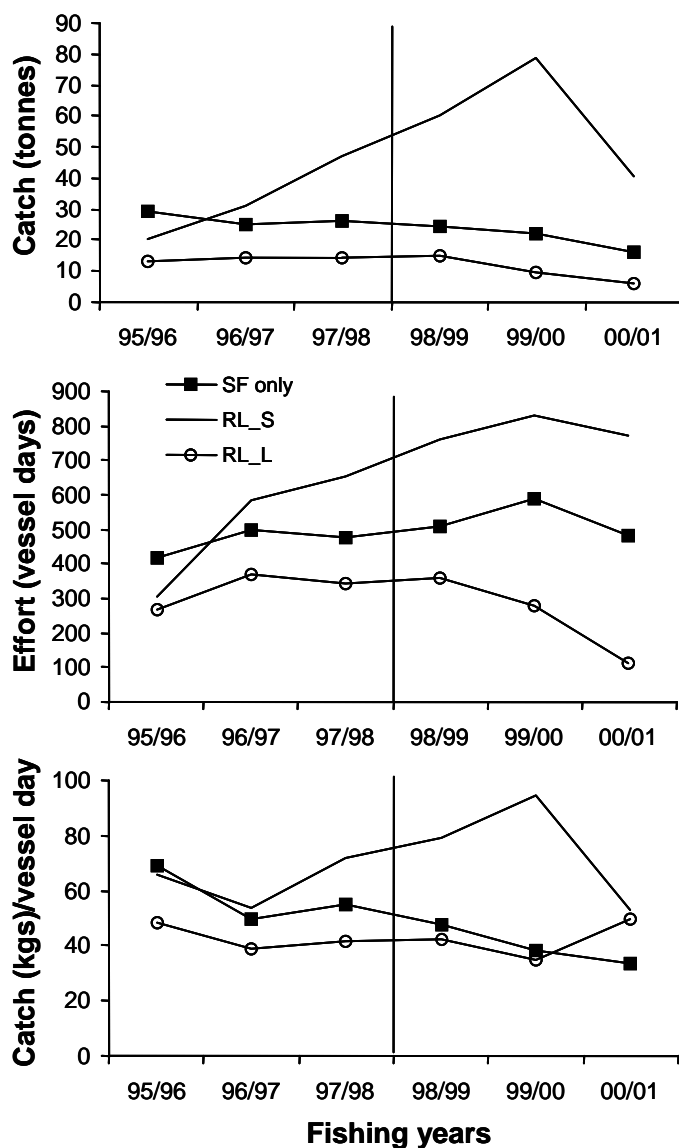 Catch (tonnes)
90
80
70
60
50
40
30
20
10
0
95/96 96/97 97/98 98/99 99/00 00/01
Effort (vessel days)
900
800
700
600
500
400
300
200
100
0
SF only
RL_S
RL_L
95/96 96/97 97/98 98/99 99/00 00/01
Catch (kgs)/vessel day
100
80
60
40
20
0
95/96 96/97 97/98 98/99 99/00 00/01
Fishing years